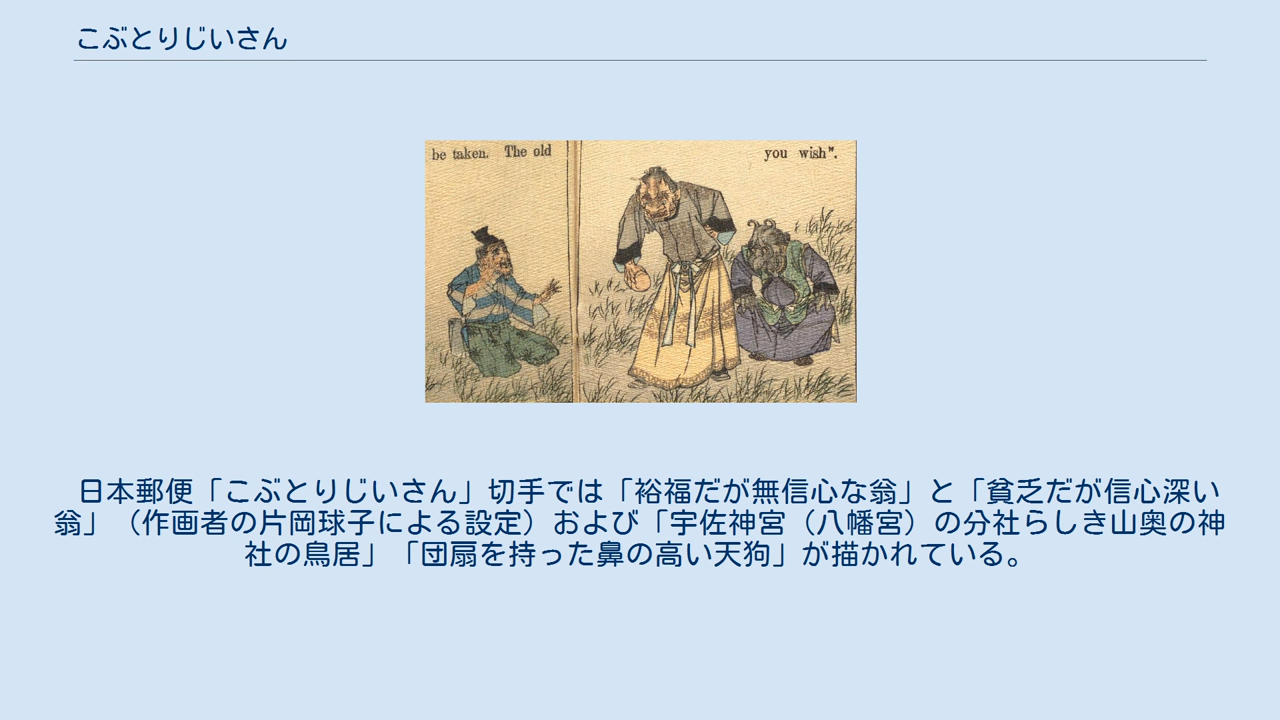 こぶとりじいさん
be taken. The old
you wish".
日本郵便「こぶとりじいさん」切手では「裕福だが無信心な翁」と「貧乏だが信心深い
翁」（作画者の片岡球子による設定）および「宇佐神宮（八幡宮）の分社らしき山奥の神
社の鳥居」「団扇を持った鼻の高い天狗」が描かれている。